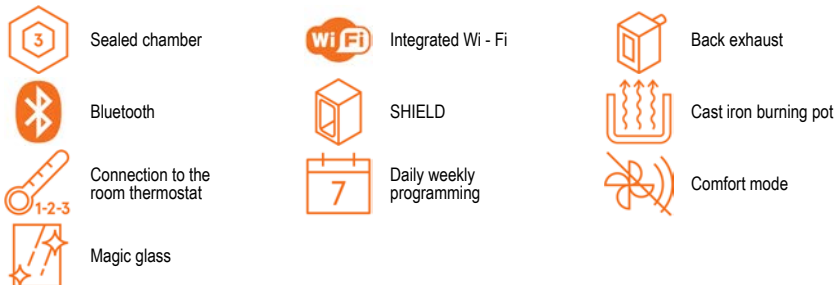 3
Sealed chamber
Wi Fi
Integrated Wi - Fi
Back exhaust
Bluetooth
SHIELD
Cast iron burning pot
1-2-3
Connection to the
room thermostat
7
Daily weekly
programming
Comfort mode
Magic glass